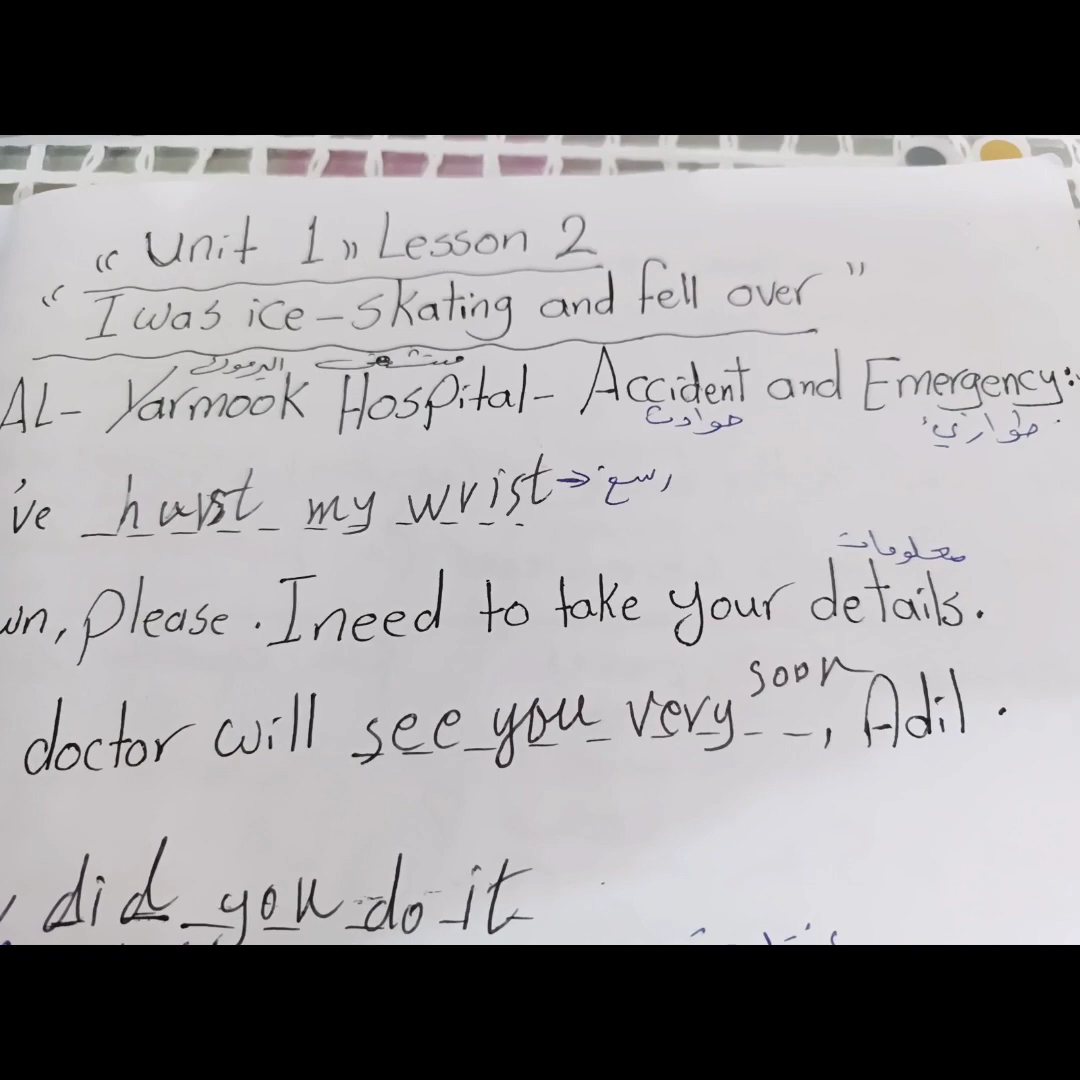 « Unit 1 » Lesson 2
“ I was ice-skating and fell over ”
مستشفى اليرموك
AL-Yarmook Hospital- Accident and Emergency:
حوادث طوارئ
've hurst my wrist → رسغ
معلومات
wn, please. I need to take your details.
doctor will see you very soon, Adil.
did you do it